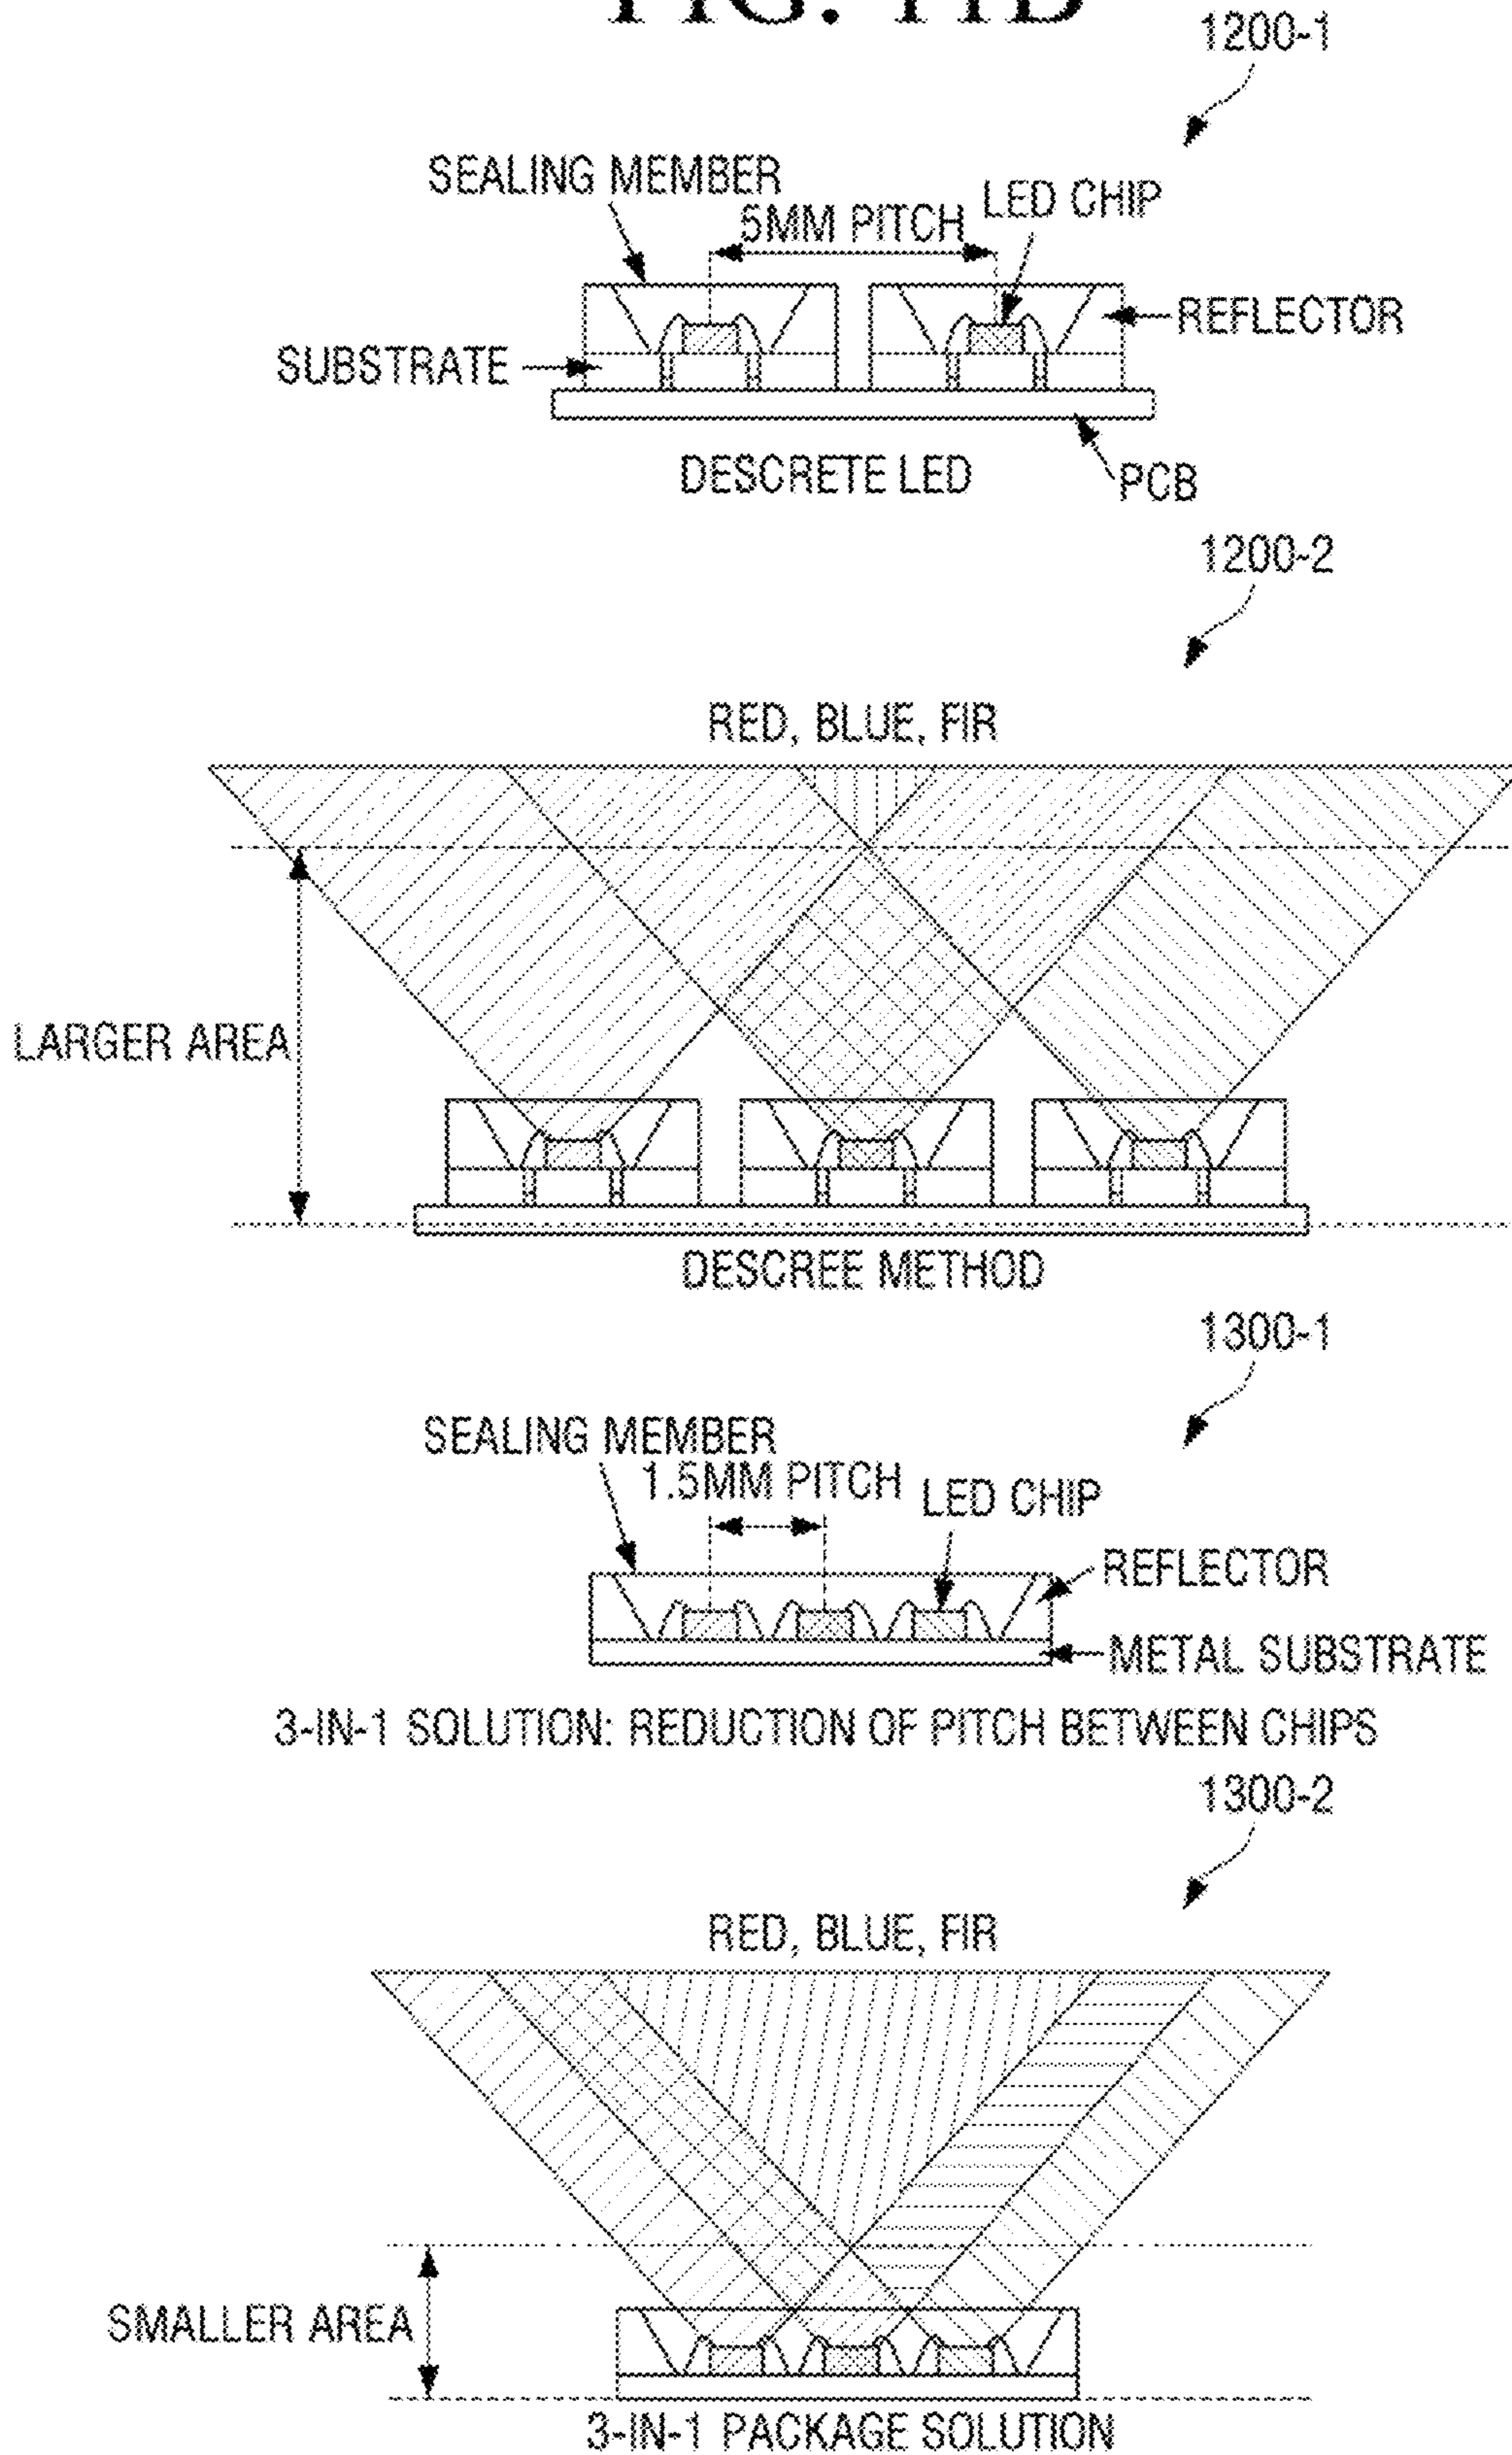 FIG. 11B
1200-1
SEALING MEMBER
5MM PITCH
LED CHIP
REFLECTOR
SUBSTRATE
DESCRETE LED
PCB
1200-2
RED, BLUE, FIR
LARGER AREA
DESCREE METHOD
1300-1
SEALING MEMBER
1.5MM PITCH
LED CHIP
REFLECTOR
METAL SUBSTRATE
3-IN-1 SOLUTION: REDUCTION OF PITCH BETWEEN CHIPS
1300-2
RED, BLUE, FIR
SMALLER AREA
3-IN-1 PACKAGE SOLUTION